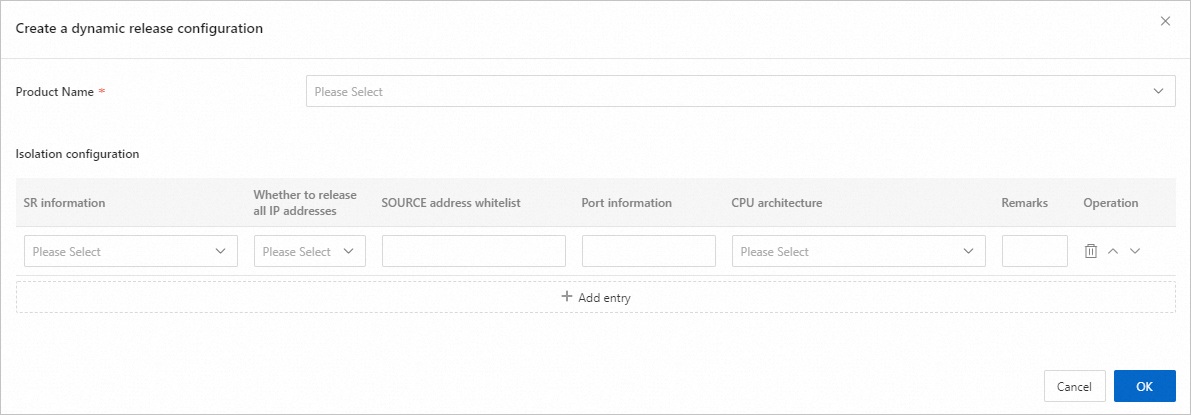 Create a dynamic release configuration
Product Name *
Please Select
Isolation configuration
SR information
Whether to release
all IP addresses
SOURCE address whitelist
Port information
CPU architecture
Remarks
Operation
Please Select
Please Select
Please Select
Add entry
Cancel
OK